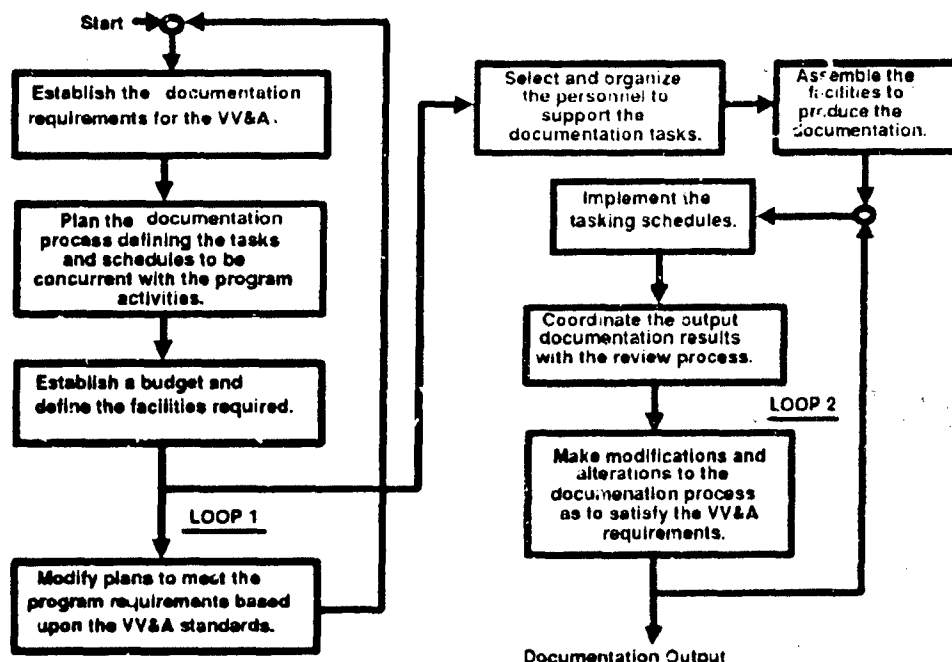 Start
Establish the documentation
requirements for the VV&A.
Plan the documentation
process defining the tasks
and schedules to be
concurrent with the program
activities.
Establish a budget and
define the facilities required.
LOOP 1
Modify plans to meet the
program requirements based
upon the VV&A standards.
Select and organize
the personnel to
support the
documentation tasks.
Assemble the
facilities to
produce the
documentation.
Implement the
tasking schedules.
Coordinate the output
documentation results
with the review process.
LOOP 2
Make modifications and
alterations to the
documenation process
as to satisfy the VV&A
requirements.
Documentation Output